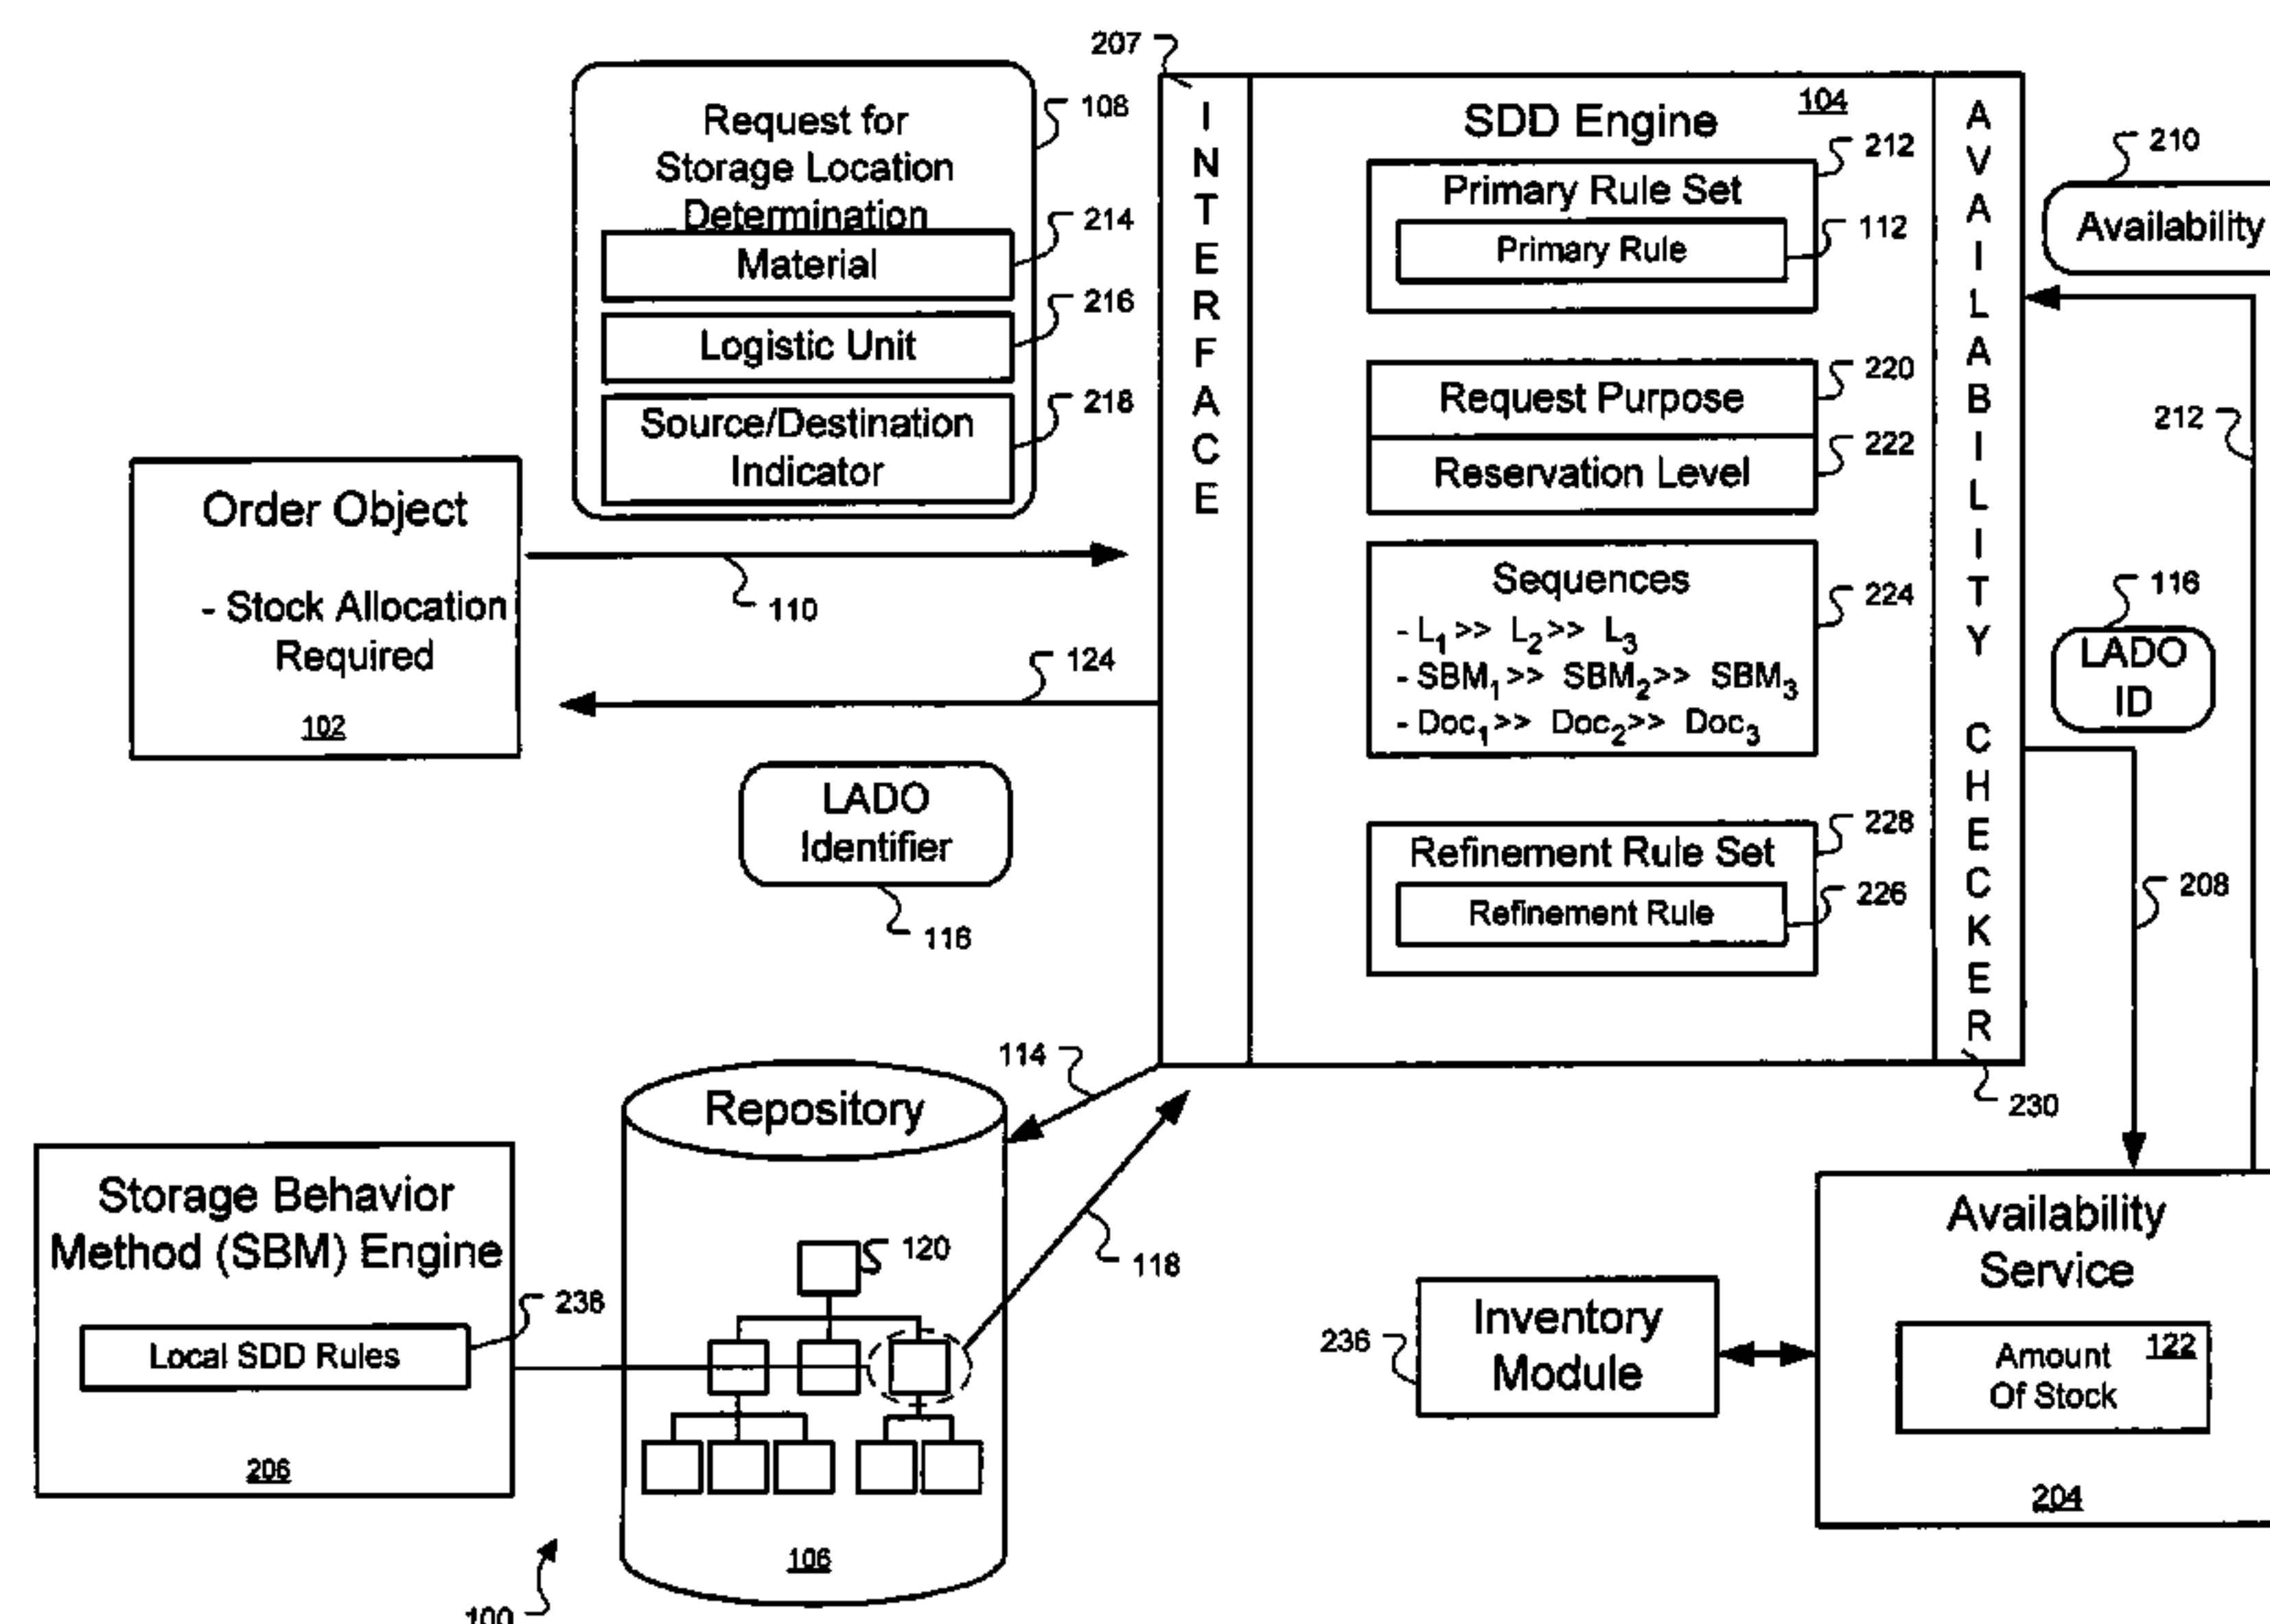 207
Request for
Storage Location
Determination
108
Material
214
Logistic Unit
216
Source/Destination
Indicator
218
Order Object
- Stock Allocation
Required
102
110
124
LADO
Identifier
116
INTERFACE
SDD Engine
104
Primary Rule Set
212
Primary Rule
112
Request Purpose
220
Reservation Level
222
Sequences
224
- L1 >> L2 >> L3
- SBM1 >> SBM2 >> SBM3
- Doc1 >> Doc2 >> Doc3
Refinement Rule Set
228
Refinement Rule
226
AVAILABILITY CHECKER
230
210
Availability
212
116
LADO
ID
208
114
118
Repository
120
106
Storage Behavior
Method (SBM) Engine
Local SDD Rules
238
206
100
Inventory
Module
236
Availability
Service
Amount
Of Stock
122
204